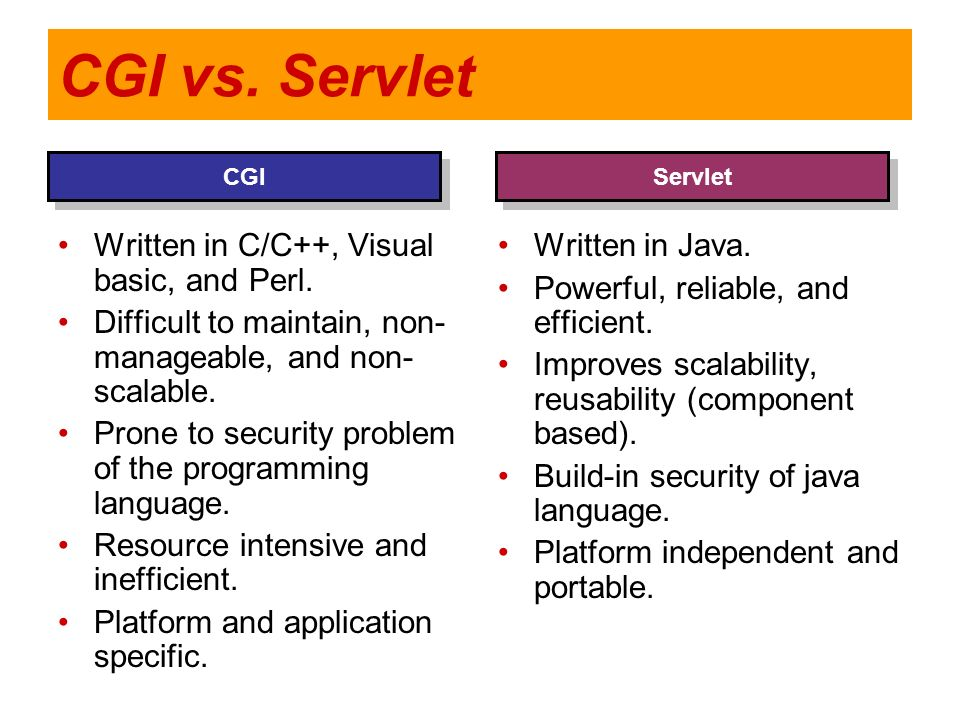 CGI vs. Servlet
CGI
• Written in C/C++, Visual
basic, and Perl.
• Difficult to maintain, non-
manageable, and non-
scalable.
• Prone to security problem
of the programming
language.
• Resource intensive and
inefficient.
• Platform and application
specific.
Servlet
• Written in Java.
• Powerful, reliable, and
efficient.
• Improves scalability,
reusability (component
based).
• Build-in security of java
language.
• Platform independent and
portable.